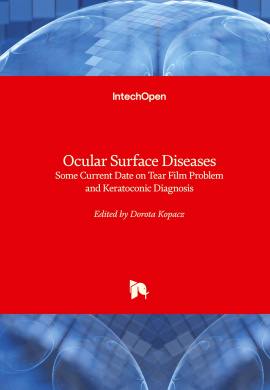 IntechOpen
Ocular Surface Diseases
Some Current Date on Tear Film Problem
and Keratoconic Diagnosis
Edited by Dorota Kopacz